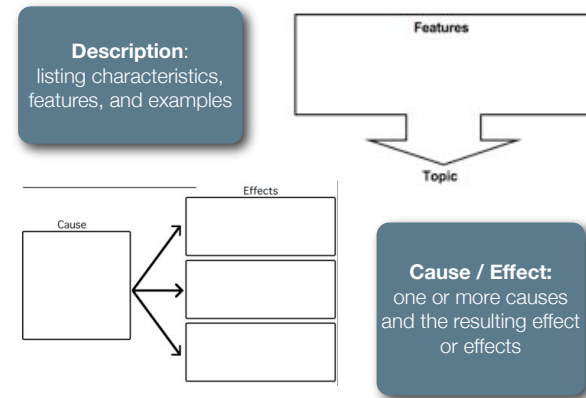 Description:
listing characteristics,
features, and examples
Features
Topic
Effects
Cause
Cause / Effect:
one or more causes
and the resulting effect
or effects